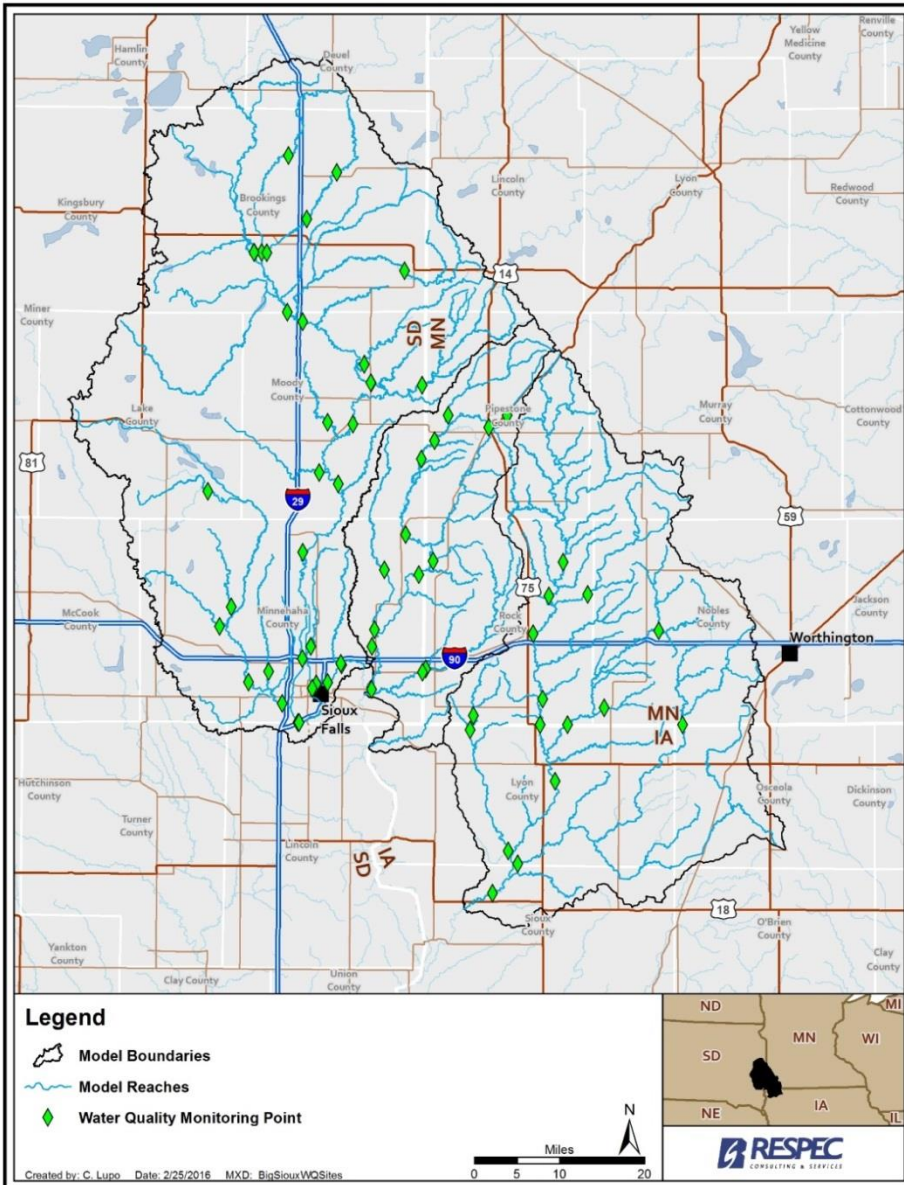 Hamlin
County
Deuel
County
Renville
County
Yellow
Medicine
County
Kingsbury
County
Brookings
County
Lincoln
County
Lyon
County
Redwood
County
14
Miner
County
SD
MN
Moody
County
Lake
County
Pipestone
County
Murray
County
Cottonwood
County
81
29
59
75
McCook
County
Minnehaha
County
Rock
County
Nobles
County
Jackson
County
Worthington
90
Sioux
Falls
MN
IA
Hutchinson
County
Turner
County
Lyon
County
Osceola
County
Dickinson
County
Lincoln
County
IA
SD
Sioux
County
18
O'Brien
County
Yankton
County
Clay County
Union
County
Clay
County
Legend
Model Boundaries
Model Reaches
Water Quality Monitoring Point
N
Miles
0 5 10 20
Created by: C. Lupo Date: 2/25/2016 MXD: BigSiouxWQSites
ND
MN
MI
SD
WI
NE
IA
IL
RESPEC
CONSULTING & SERVICES